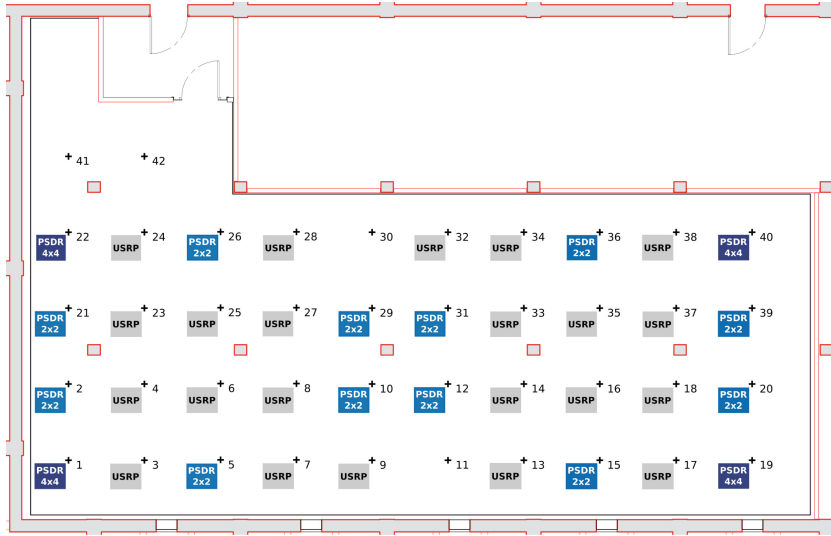 41 42
PSDR 4x4 22
USRP 24
PSDR 2x2 26
USRP 28
30
USRP 32
USRP 34
PSDR 2x2 36
USRP 38
PSDR 4x4 40
PSDR 2x2 21
USRP 23
USRP 25
USRP 27
PSDR 2x2 29
PSDR 2x2 31
USRP 33
USRP 35
USRP 37
PSDR 2x2 39
PSDR 2x2 2
USRP 4
USRP 6
USRP 8
PSDR 2x2 10
PSDR 2x2 12
USRP 14
USRP 16
USRP 18
PSDR 2x2 20
PSDR 4x4 1
USRP 3
PSDR 2x2 5
USRP 7
USRP 9
11
USRP 13
PSDR 2x2 15
USRP 17
PSDR 4x4 19